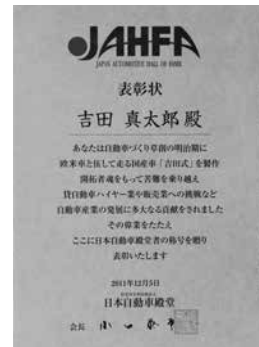 JAHFA
JAPAN AUTOMOTIVE HALL OF FAME
表彰状
吉田 真太郎 殿
あなたは自動車づくり草創の明治期に
欧米車と伍して走る国産車「吉田式」を製作
開拓者魂をもって苦難を乗り越え
貸自動車ハイヤー業や販売業への挑戦など
自動車産業の発展に多大なる貢献をされました
その偉業をたたえ
ここに日本自動車殿堂者の称号を贈り
表彰いたします
2011年12月5日
日本自動車殿堂
会長 小